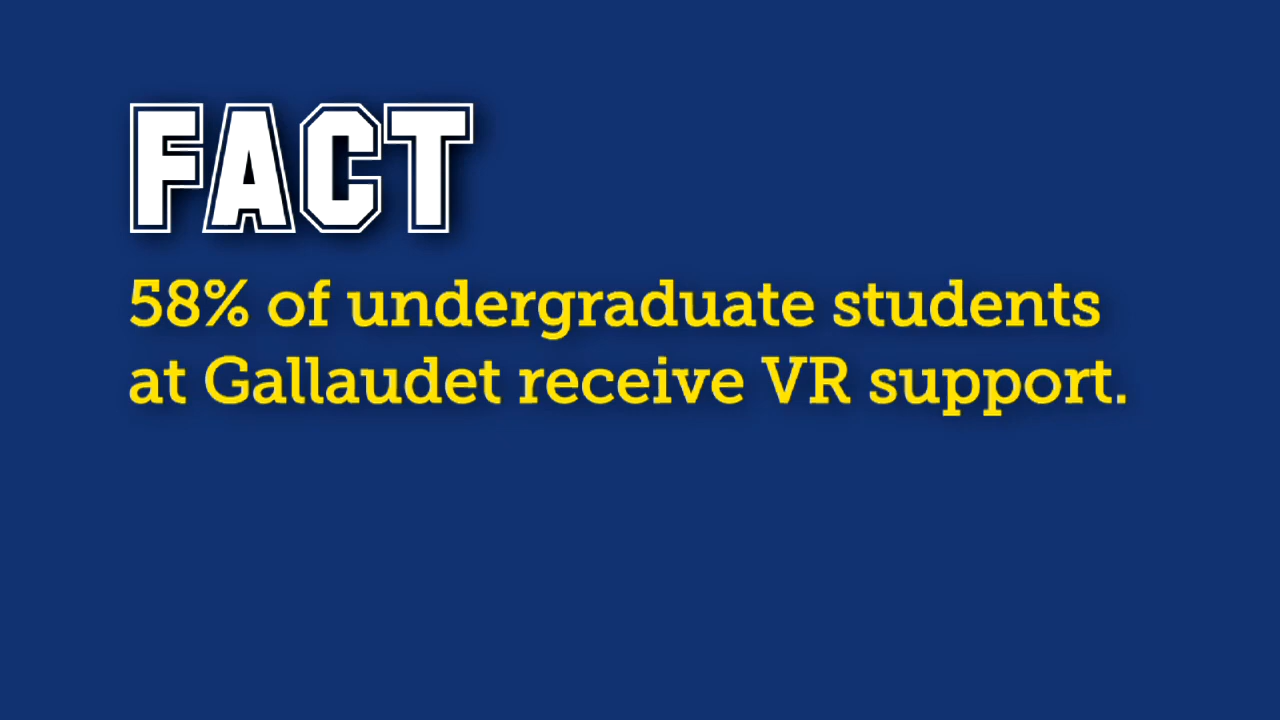 FACT
58% of undergraduate students
at Gallaudet receive VR support.